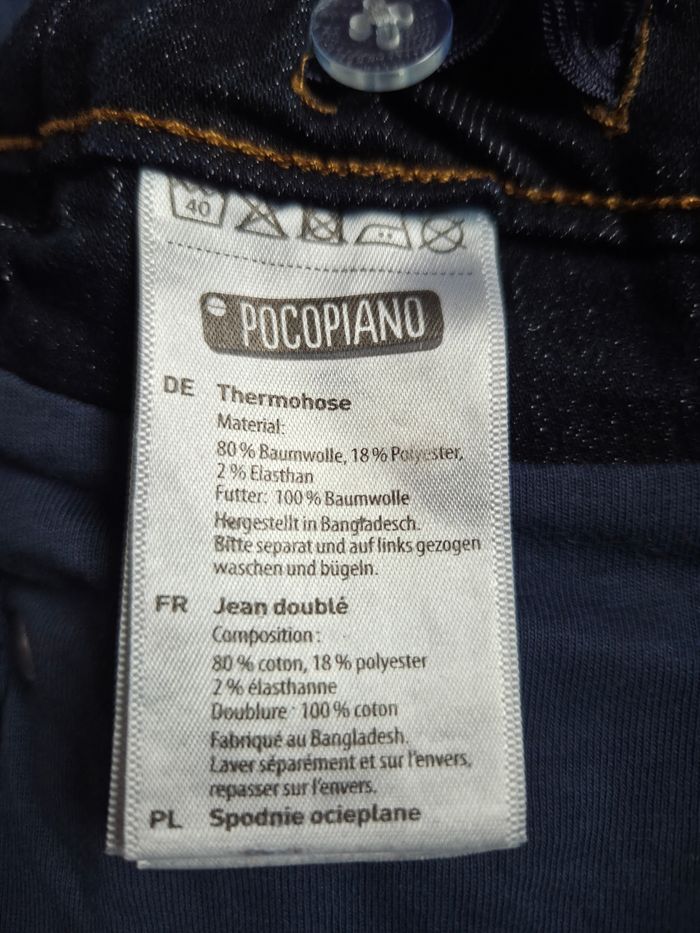 40
POCOPIANO
DE Thermohose
Material:
80 % Baumwolle, 18 % Polyester,
2 % Elasthan
Futter: 100 % Baumwolle
Hergestellt in Bangladesch.
Bitte separat und auf links gezogen
waschen und bügeln.
FR Jean doublé
Composition :
80 % coton, 18 % polyester
2 % élasthanne
Doublure : 100 % coton
Fabriqué au Bangladesh.
Laver séparément et sur l'envers,
repasser sur l'envers.
PL Spodnie ocieplane